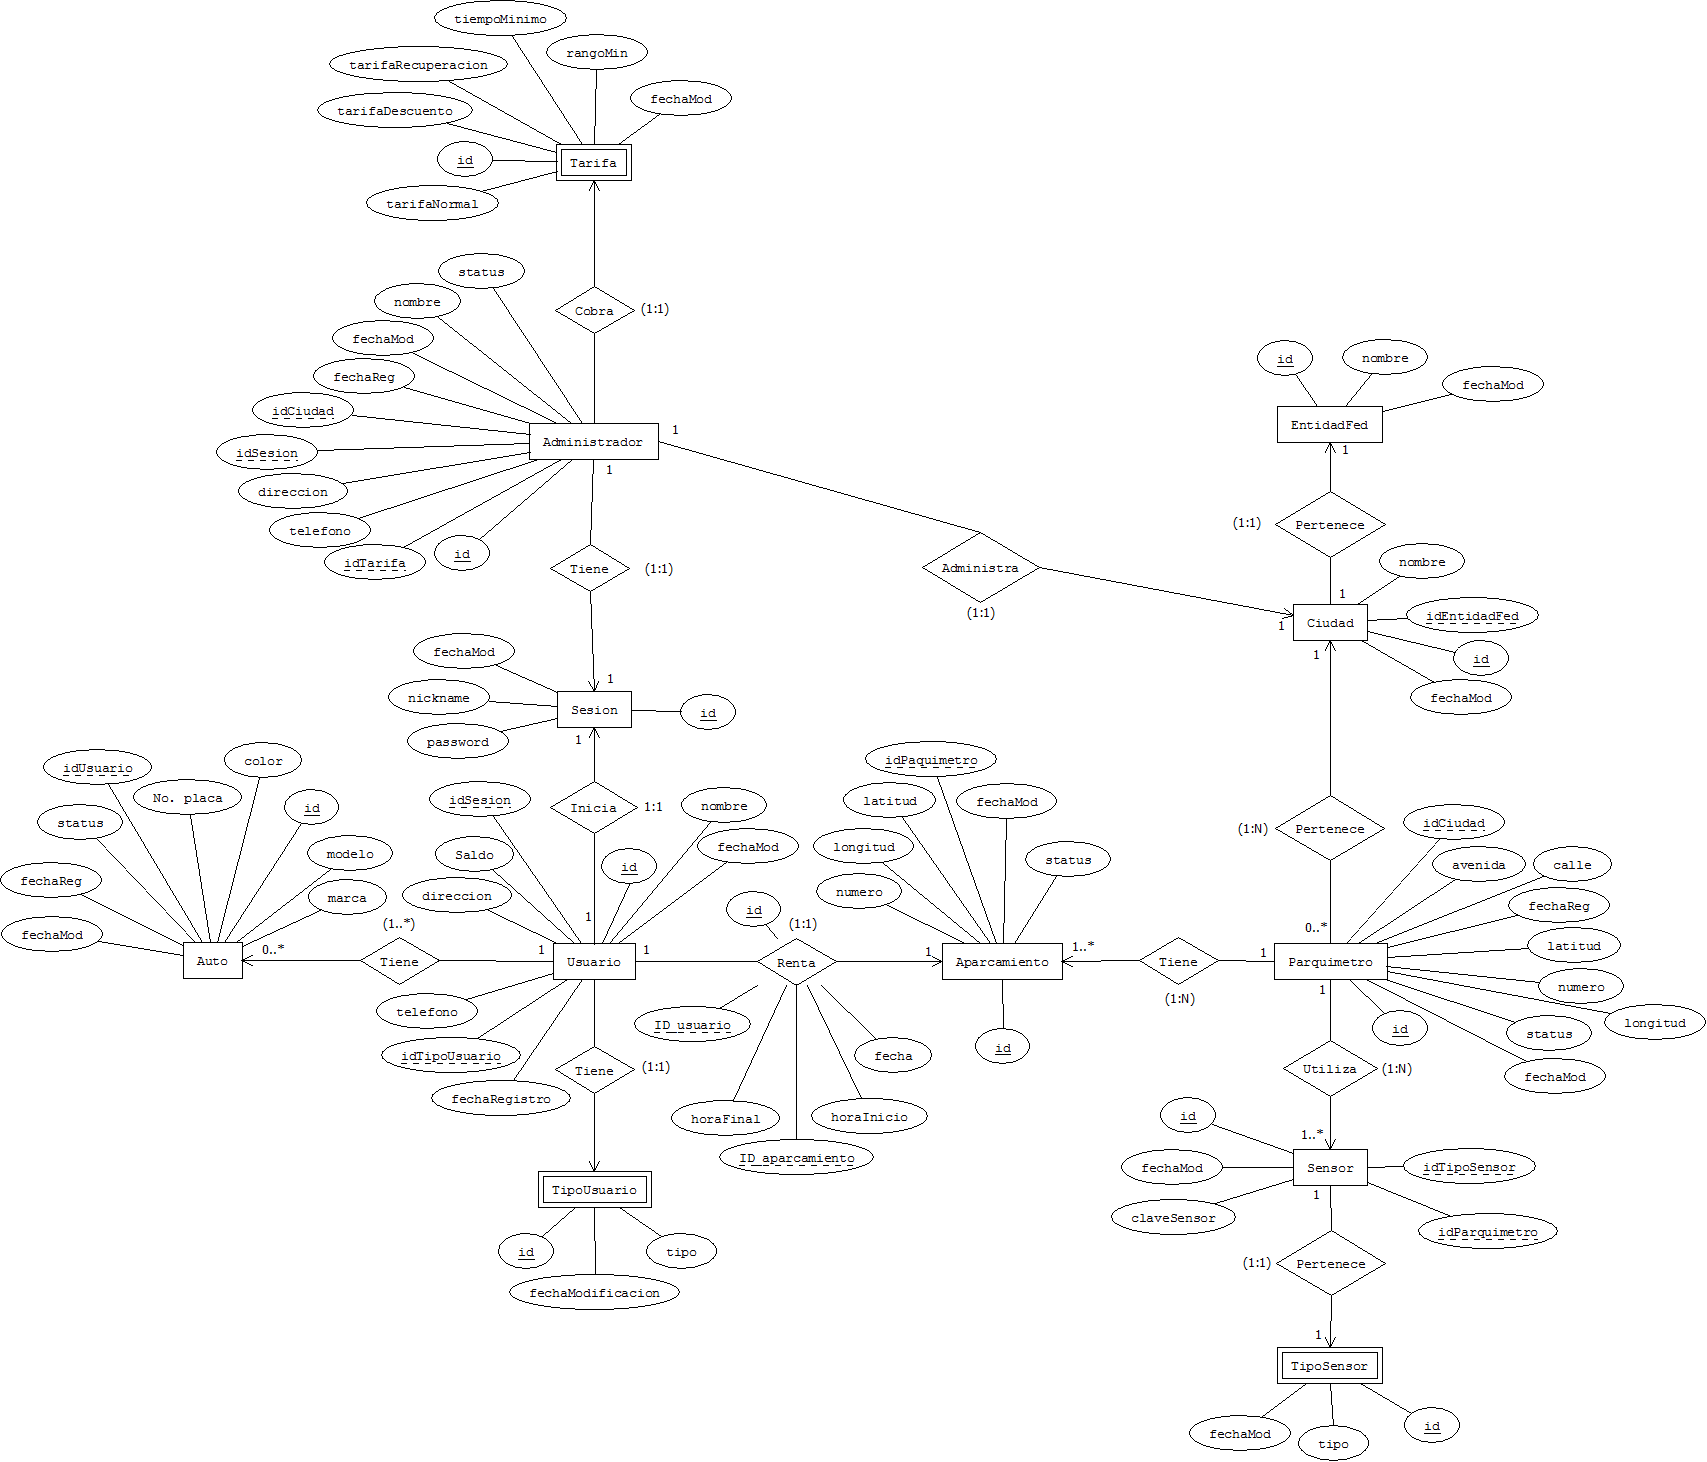 tiempoMinimo
rangoMin
tarifaRecuperacion
fechaMod
tarifaDescuento
id
Tarifa
tarifaNormal
status
nombre
Cobra
(1:1)
fechaMod
fechaReg
idCiudad
idSesion
direccion
telefono
idTarifa
id
Administrador
1
1
id
nombre
fechaMod
EntidadFed
1
Pertenece
(1:1)
Tiene
(1:1)
Administra
(1:1)
nombre
1
Ciudad
1
idEntidadFed
id
fechaMod
1
fechaMod
nickname
password
1
Sesion
id
1
Inicia
1:1
idUsuario
color
No. placa
id
status
modelo
fechaReg
marca
fechaMod
Auto
0..*
(1..*)
Tiene
1
idSesion
nombre
Saldo
id
fechaMod
direccion
1
Usuario
1
telefono
idTipoUsuario
fechaRegistro
Tiene
(1:1)
TipoUsuario
id
tipo
fechaModificacion
id
(1:1)
Renta
1
ID_usuario
fecha
horaFinal
horaInicio
ID_aparcamiento
idPaquimetro
latitud
fechaMod
longitud
status
numero
Aparcamiento
id
1..*
Tiene
(1:N)
1
(1:N)
Pertenece
0..*
idCiudad
avenida
calle
fechaReg
latitud
numero
longitud
status
fechaMod
id
Parquimetro
1
Utiliza
(1:N)
id
1..*
fechaMod
Sensor
idTipoSensor
claveSensor
1
idParquimetro
(1:1)
Pertenece
1
TipoSensor
fechaMod
tipo
id